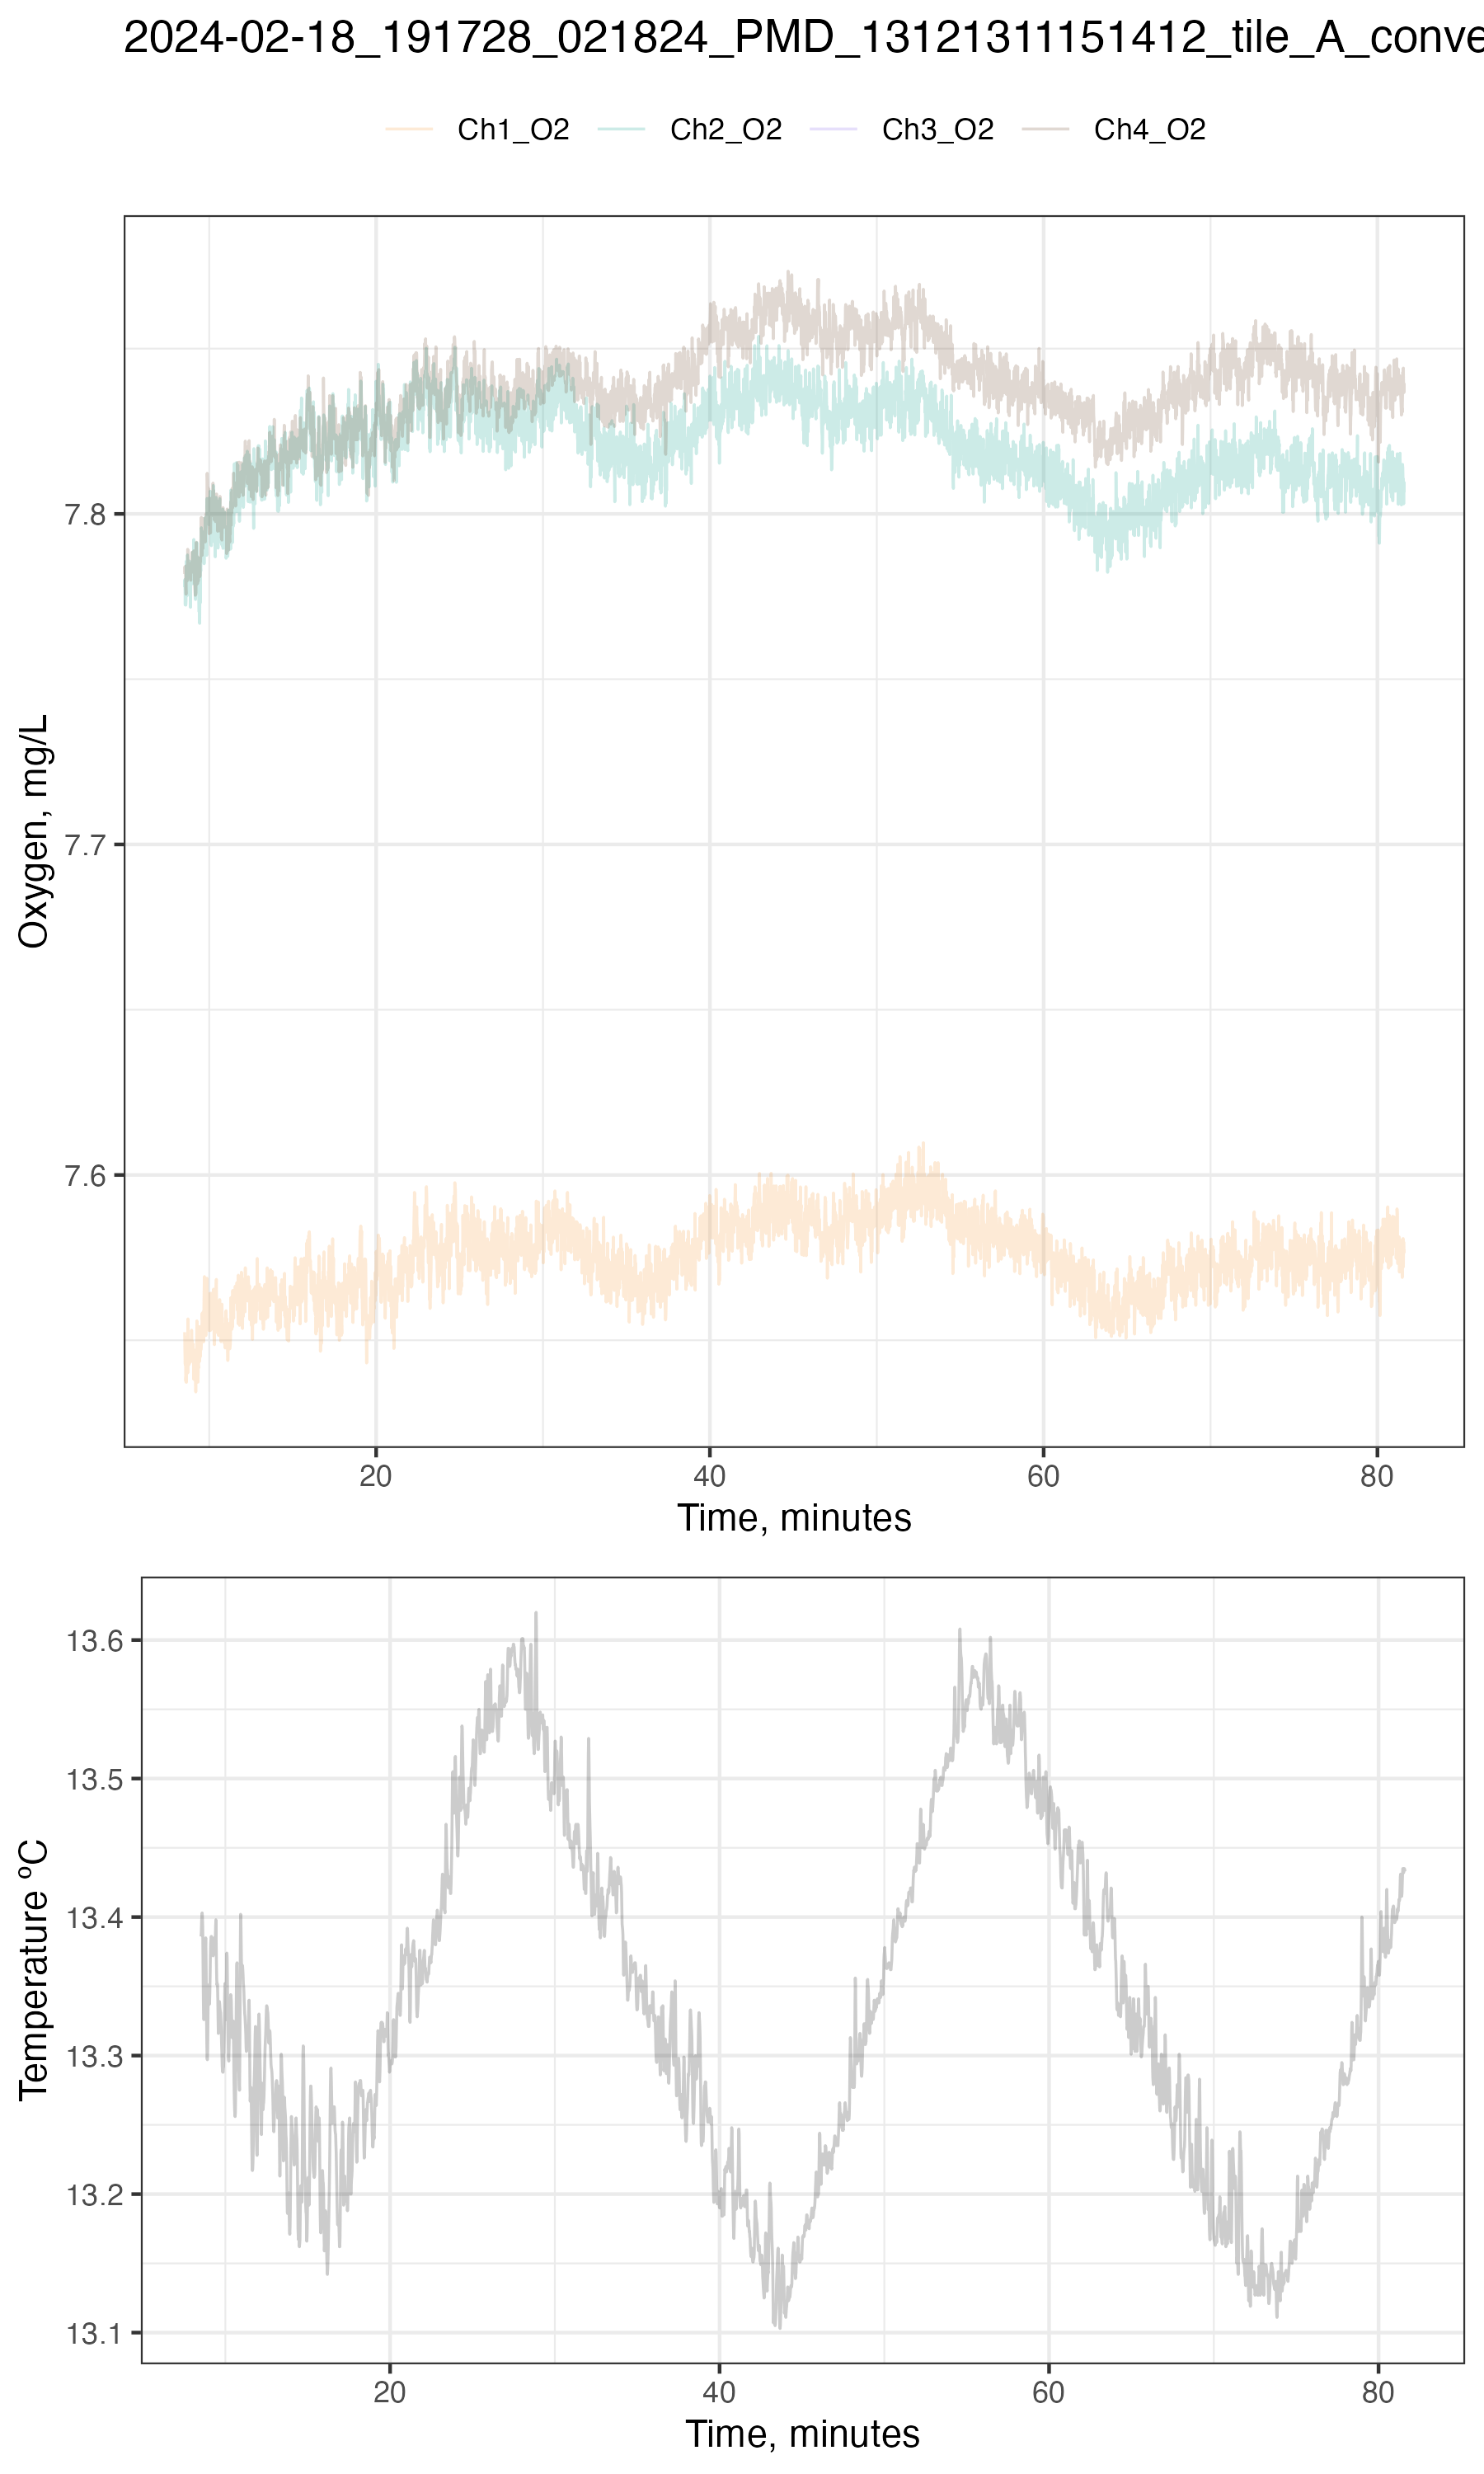 2024-02-18_191728_021824_PMD_13121311151412_tile_A_conve
Ch1_O2 Ch2_O2 Ch3_O2 Ch4_O2
Oxygen, mg/L
7.8
7.7
7.6
20 40 60 80
Time, minutes
Temperature ºC
13.6
13.5
13.4
13.3
13.2
13.1
20 40 60 80
Time, minutes